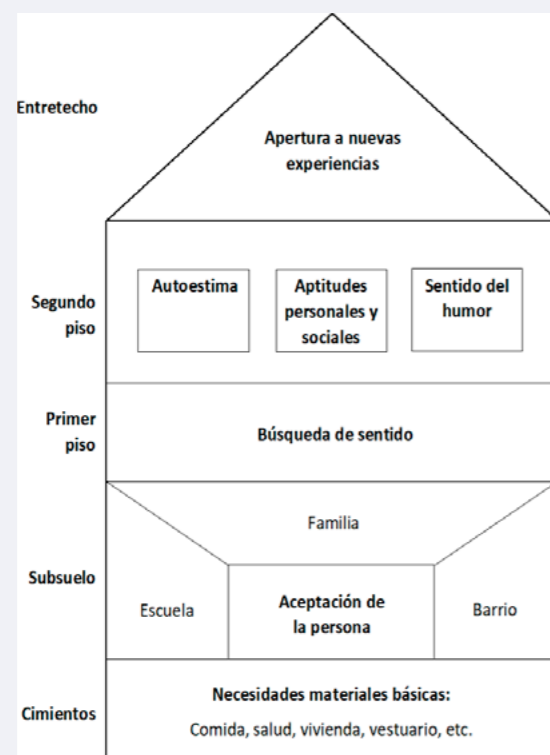 Entretecho
Apertura a nuevas
experiencias
Segundo
piso
Autoestima
Aptitudes
personales y
sociales
Sentido del
humor
Primer
piso
Búsqueda de sentido
Subsuelo
Familia
Escuela
Aceptación de
la persona
Barrio
Cimientos
Necesidades materiales básicas:
Comida, salud, vivienda, vestuario, etc.